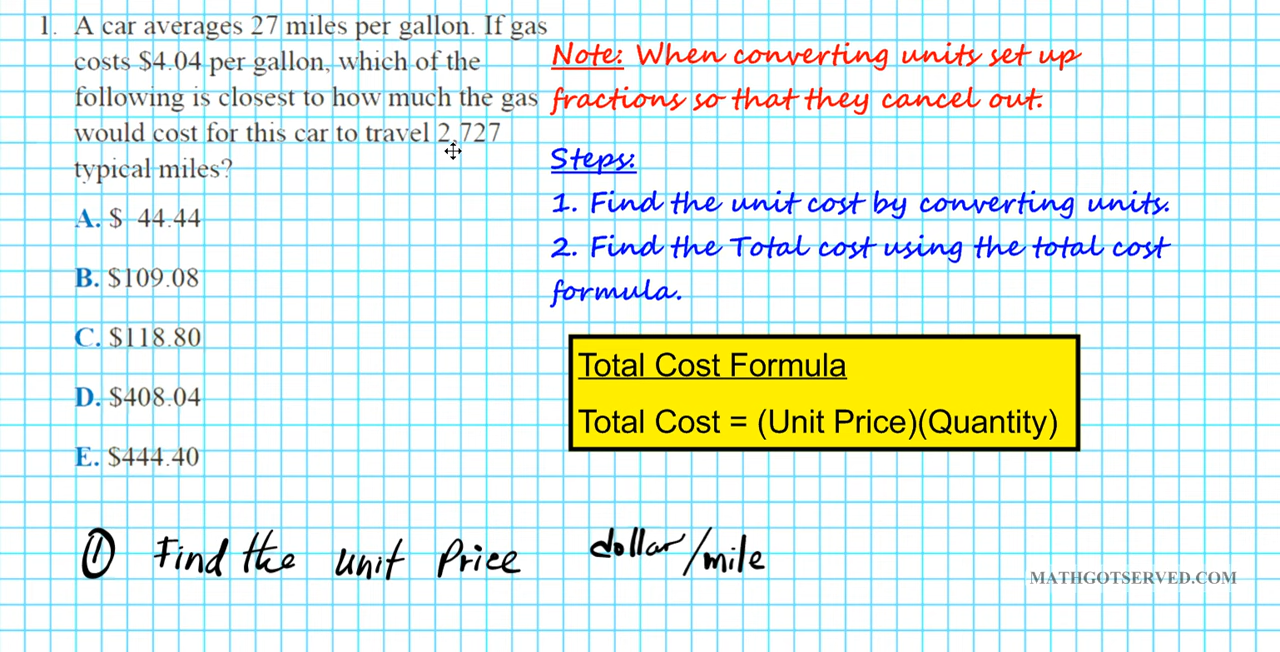 1. A car averages 27 miles per gallon. If gas
costs $4.04 per gallon, which of the
following is closest to how much the gas
would cost for this car to travel 2,727
typical miles?
A. $ 44.44
B. $109.08
C. $118.80
D. $408.04
E. $444.40
Note: When converting units set up
fractions so that they cancel out.
Steps:
1. Find the unit cost by converting units.
2. Find the Total cost using the total cost
formula.
Total Cost Formula
Total Cost = (Unit Price)(Quantity)
① Find the unit Price dollar/mile
MATHGOTSERVED.COM